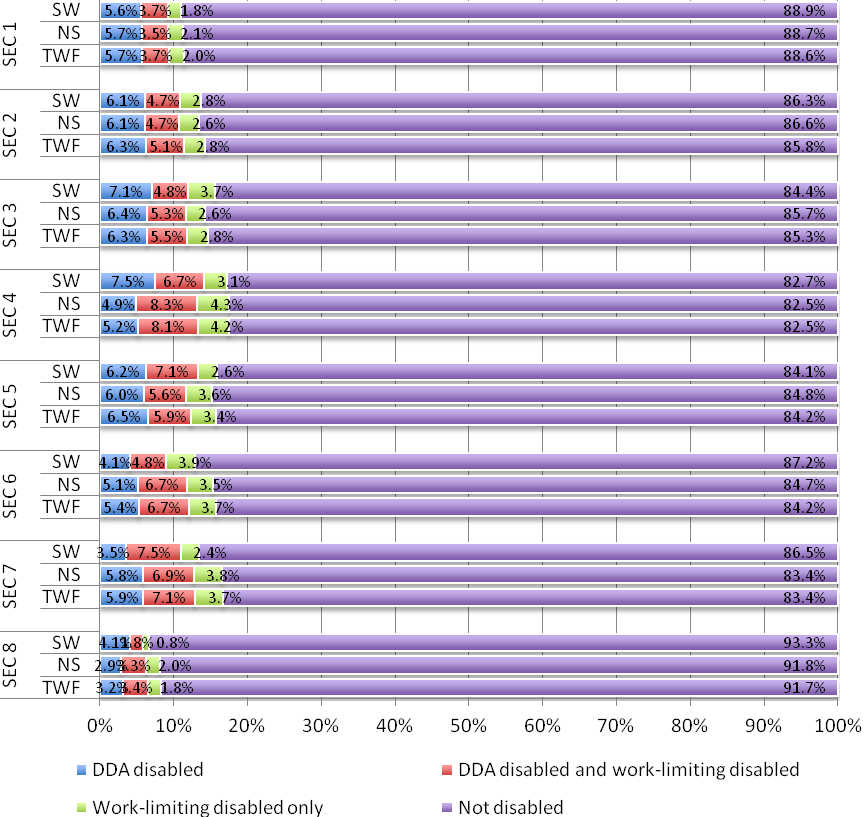 SEC 1
SW 5.6% 3.7% 1.8% 88.9%
NS 5.7% 3.5% 2.1% 88.7%
TWF 5.7% 3.7% 2.0% 88.6%
SEC 2
SW 6.1% 4.7% 2.8% 86.3%
NS 6.1% 4.7% 2.6% 86.6%
TWF 6.3% 5.1% 2.8% 85.8%
SEC 3
SW 7.1% 4.8% 3.7% 84.4%
NS 6.4% 5.3% 2.6% 85.7%
TWF 6.3% 5.5% 2.8% 85.3%
SEC 4
SW 7.5% 6.7% 3.1% 82.7%
NS 4.9% 8.3% 4.3% 82.5%
TWF 5.2% 8.1% 4.2% 82.5%
SEC 5
SW 6.2% 7.1% 2.6% 84.1%
NS 6.0% 5.6% 3.6% 84.8%
TWF 6.5% 5.9% 3.4% 84.2%
SEC 6
SW 4.1% 4.8% 3.9% 87.2%
NS 5.1% 6.7% 3.5% 84.7%
TWF 5.4% 6.7% 3.7% 84.2%
SEC 7
SW 3.5% 7.5% 2.4% 86.5%
NS 5.8% 6.9% 3.8% 83.4%
TWF 5.9% 7.1% 3.7% 83.4%
SEC 8
SW 4.1% 1.8% 0.8% 93.3%
NS 2.9% 3.3% 2.0% 91.8%
TWF 3.2% 3.4% 1.8% 91.7%
0% 10% 20% 30% 40% 50% 60% 70% 80% 90% 100%
DDA disabled
DDA disabled and work-limiting disabled
Work-limiting disabled only
Not disabled